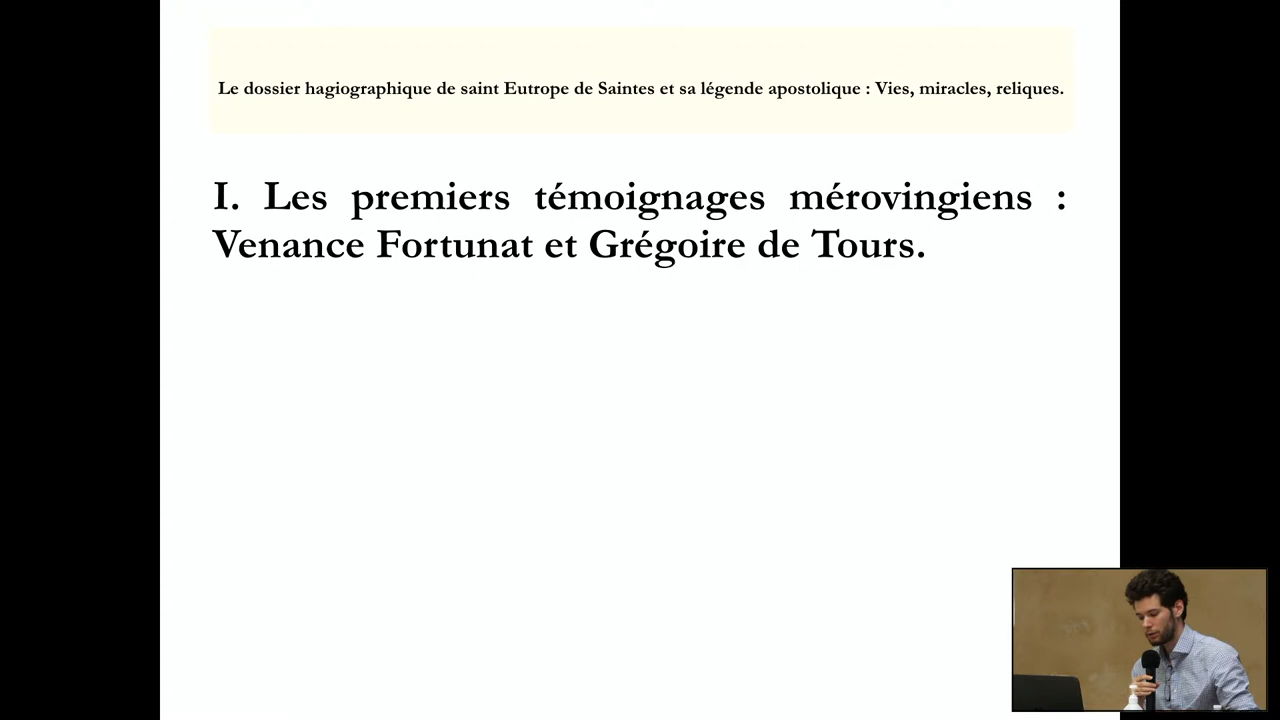 Le dossier hagiographique de saint Eutrope de Saintes et sa légende apostolique : Vies, miracles, reliques.
I. Les premiers témoignages mérovingiens :
Venance Fortunat et Grégoire de Tours.